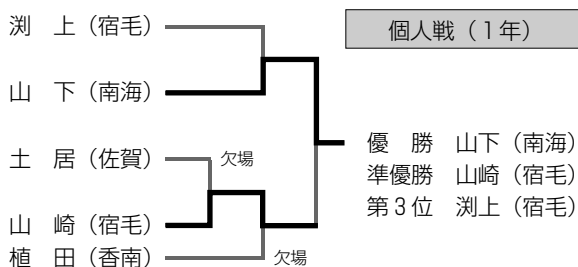 個人戦（１年）
渕　上（宿毛）
山　下（南海）
土　居（佐賀）
欠場
山　崎（宿毛）
植　田（香南）
欠場
優　勝　山下（南海）
準優勝　山崎（宿毛）
第３位　渕上（宿毛）